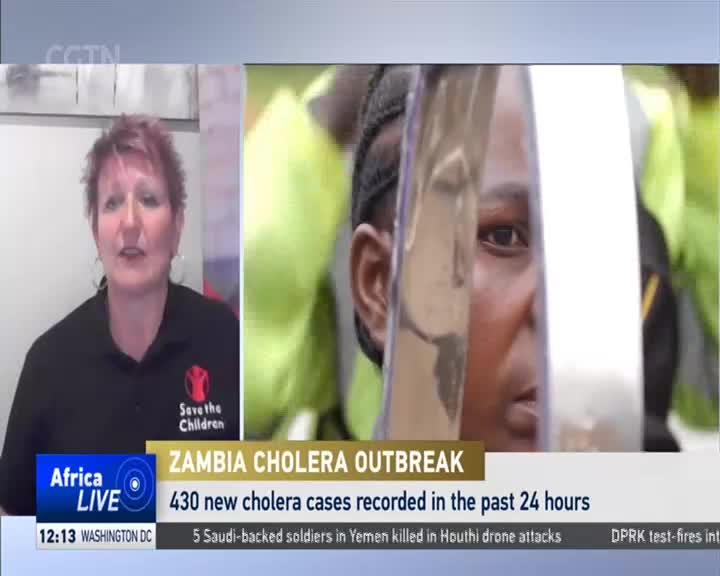 CGTN
Save the
Children
ZAMBIA CHOLERA OUTBREAK
Africa
LIVE
430 new cholera cases recorded in the past 24 hours
12:13 WASHINGTON DC
5 Saudi-backed soldiers in Yemen killed in Houthi drone attacks
DPRK test-fires int